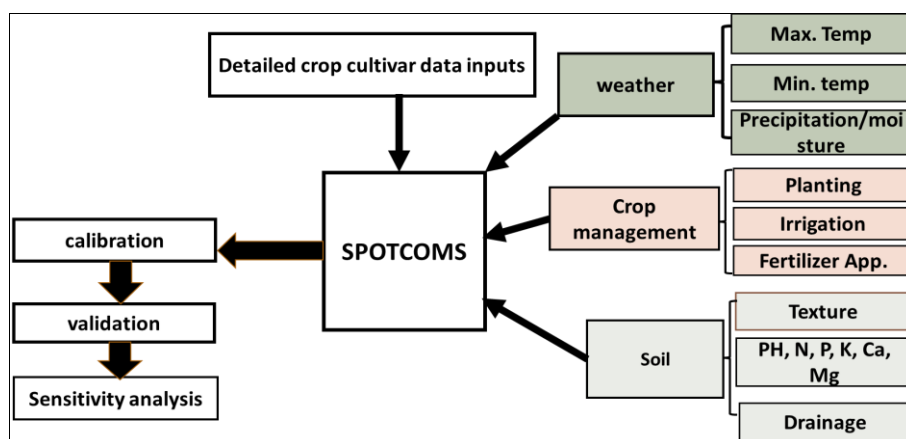 Detailed crop cultivar data inputs
weather
Max. Temp
Min. temp
Precipitation/moi
sture
SPOTCOMS
Crop
management
Planting
Irrigation
Fertilizer App.
Soil
Texture
PH, N, P, K, Ca,
Mg
Drainage
calibration
validation
Sensitivity analysis